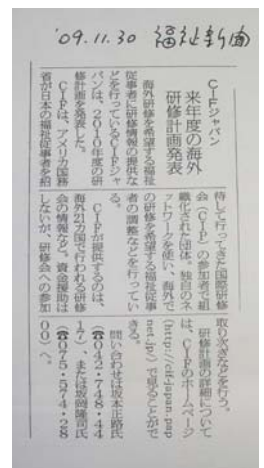 '09.11.30 福祉新聞
CIFジャパン
来年度の海外
研修計画発表
海外研修を希望する福祉
従事者に研修情報の提供な
どを行っているCIFジャ
パンは、2010年度の研
修計画を発表した。
CIFは、アメリカ国務
省が日本の福祉従事者を招
待して行ってきた国際研修
会(CIF)の参加者で組
織化された団体。独自のネ
ットワークを使い、海外で
の研修を希望する福祉従事
者の調整などを行ってい
る。
CIFが提供するのは、
海外21カ国で行われる研修
会の情報など。資金援助は
しないが、研修会への参加
取り次ぎなどを行う。
研修計画の詳細について
は、CIFのホームページ
(http://cif-japan.pap
net.jp/)で見ることがで
きる。
問い合わせは坂本正路氏
(☎042・748・44
17)、または坂岡隆司氏
(☎075・574・28
00)へ。